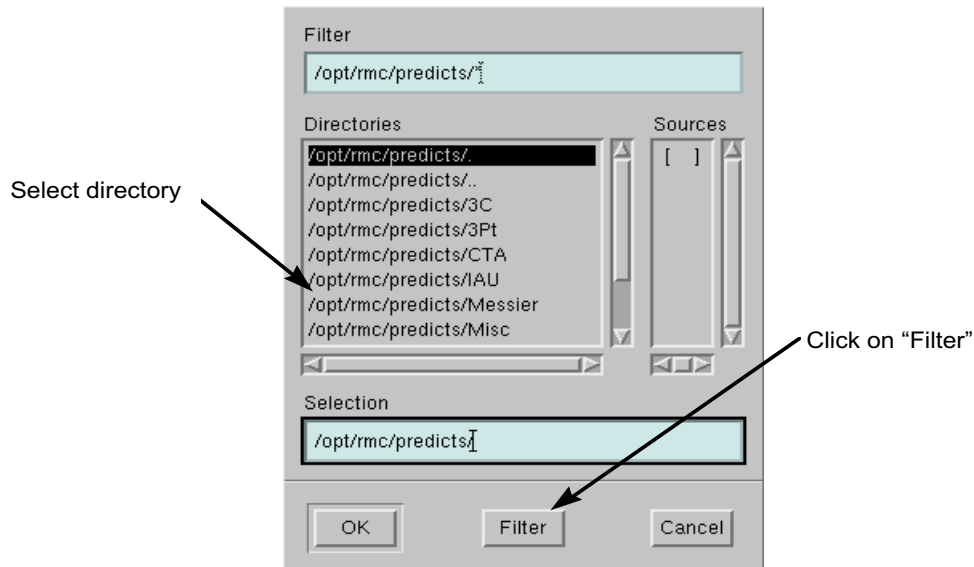 Filter
/opt/rmc/predicts/*
Directories
Sources
/opt/rmc/predicts/.
[ ]
/opt/rmc/predicts/..
Select directory
/opt/rmc/predicts/3C
/opt/rmc/predicts/3Pt
/opt/rmc/predicts/CTA
/opt/rmc/predicts/IAU
/opt/rmc/predicts/Messier
/opt/rmc/predicts/Misc
Click on “Filter”
Selection
/opt/rmc/predicts/
OK
Filter
Cancel